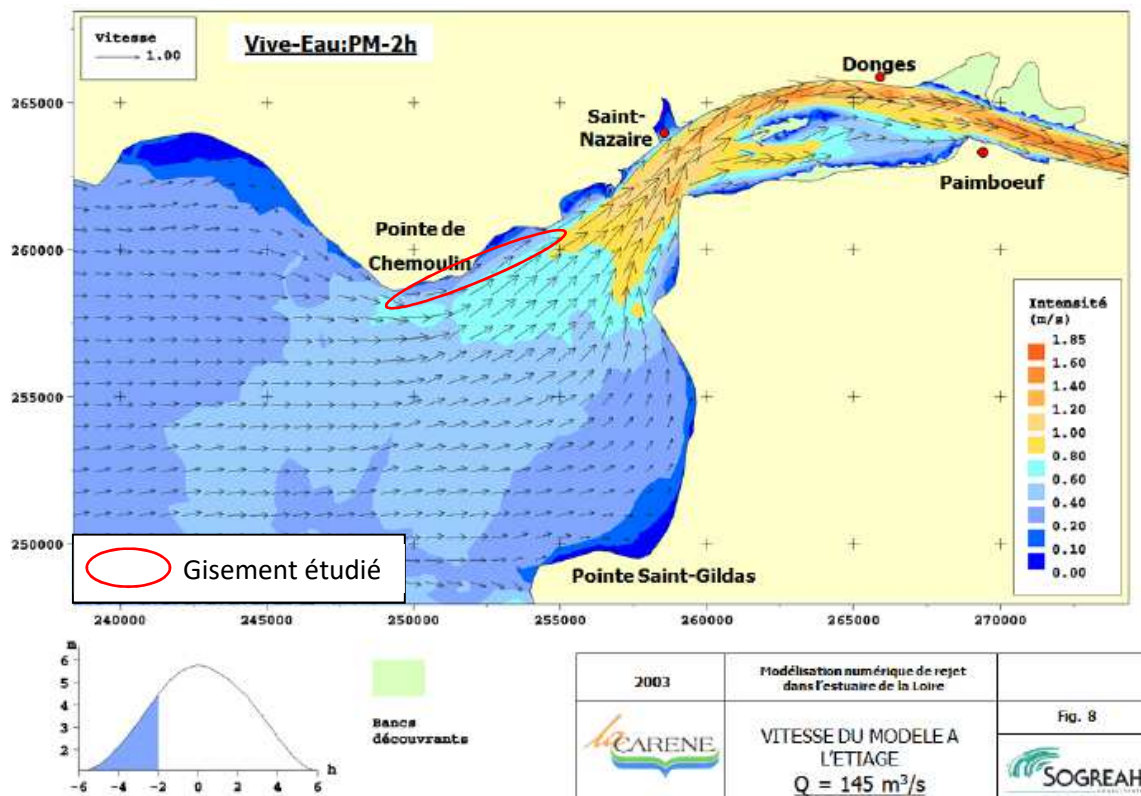 Vitesse
1.00
Vive-Eau:PM-2h
Donges
Saint-
Nazaire
Paimboeuf
Pointe de
Chemoulin
Pointe Saint-Gildas
265000
260000
255000
250000
240000
245000
250000
255000
260000
265000
270000
Intensité
(m/s)
1.85
1.60
1.40
1.20
1.00
0.80
0.60
0.40
0.20
0.10
0.00
Gisement étudié
m
6
5
4
3
2
-6
-4
-2
0
2
4
6
h
Bancs
découvrants
2003
la CARENE
Modélisation numérique de rejet
dans l'estuaire de la Loire
VITESSE DU MODELE A
L'ETIAGE
Q = 145 m³/s
Fig. 8
SOGREAH